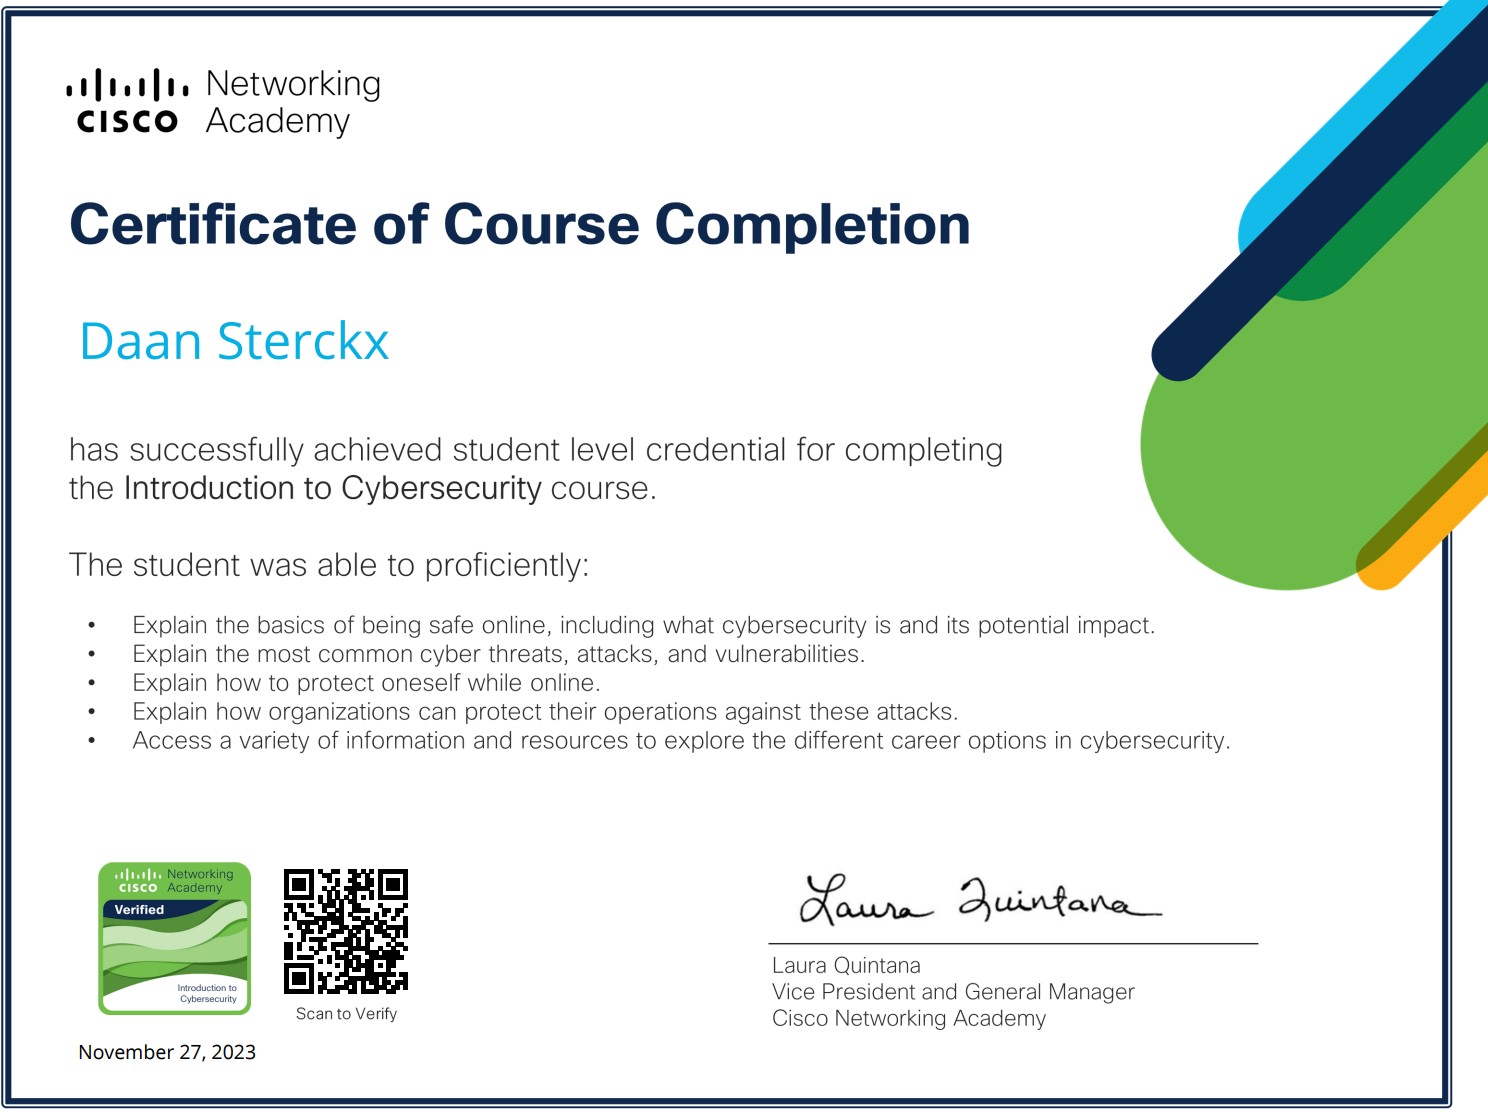 Networking
CISCO Academy
Certificate of Course Completion
Daan Sterckx
has successfully achieved student level credential for completing
the Introduction to Cybersecurity course.
The student was able to proficiently:
• Explain the basics of being safe online, including what cybersecurity is and its potential impact.
• Explain the most common cyber threats, attacks, and vulnerabilities.
• Explain how to protect oneself while online.
• Explain how organizations can protect their operations against these attacks.
• Access a variety of information and resources to explore the different career options in cybersecurity.
Networking
CISCO Academy
Verified
Introduction to
Cybersecurity
Scan to Verify
November 27, 2023
Laura Quintana
Laura Quintana
Vice President and General Manager
Cisco Networking Academy